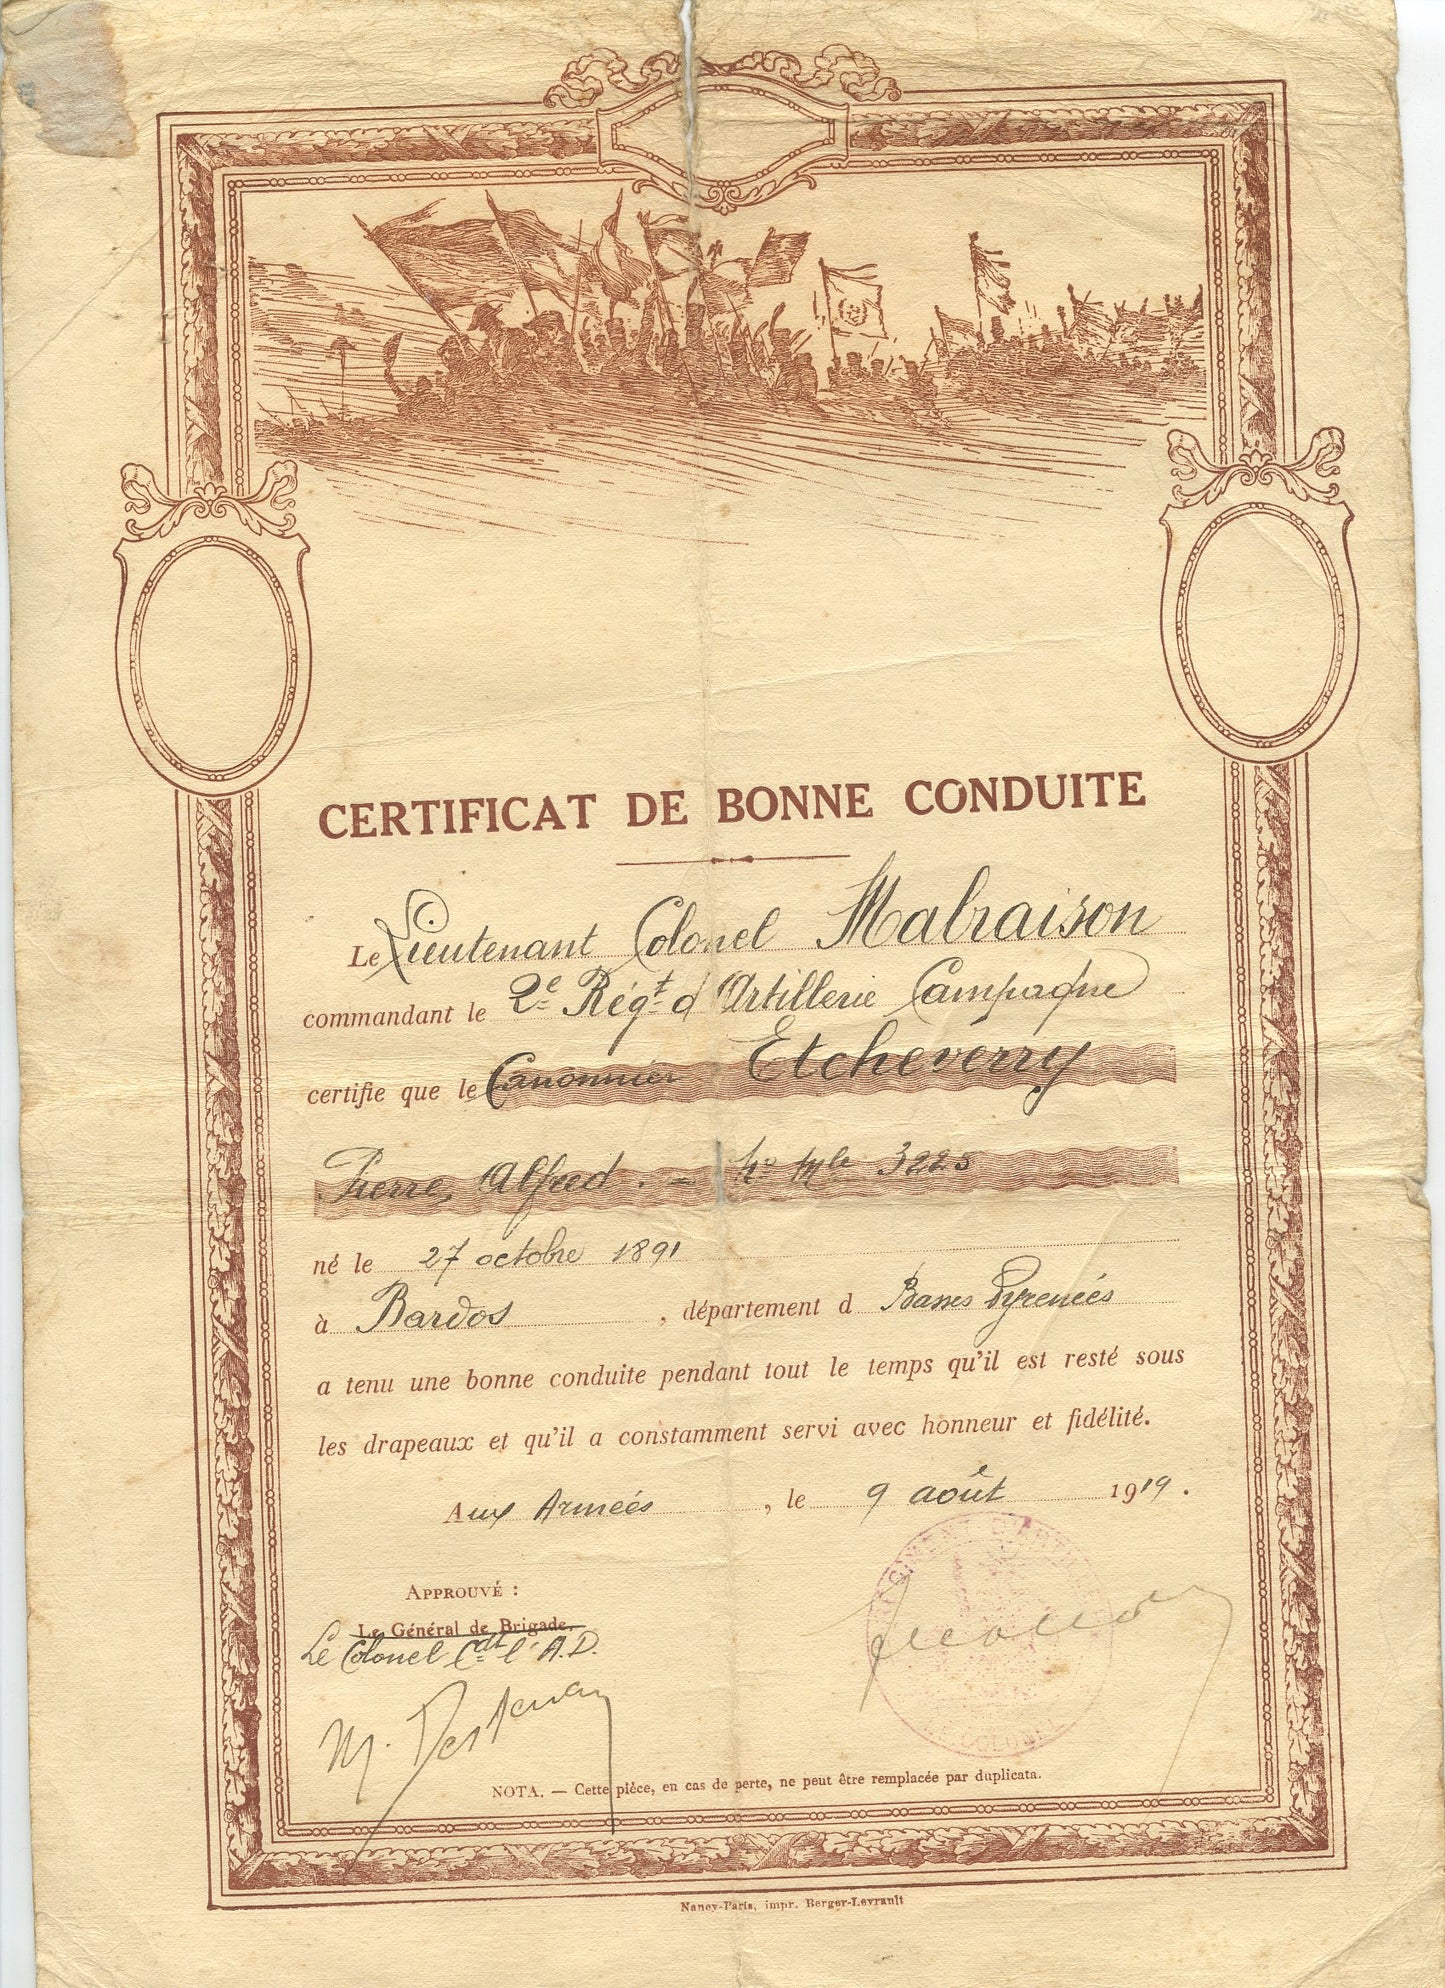 CERTIFICAT DE BONNE CONDUITE
Le Lieutenant Colonel Malraison
commandant le 2e Régt d'Artillerie Campagne
certifie que le Canonnier Etcheverry
Pierre, Alfred. — No Mle 3225
né le 27 octobre 1891
à Bardos, département d Basses Pyrénées
a tenu une bonne conduite pendant tout le temps qu'il est resté sous
les drapeaux et qu'il a constamment servi avec honneur et fidélité.
Aux Armées, le 9 août 1919.
APPROUVÉ :
Le Général de Brigade,
Le Colonel Cdt l'A.D.
NOTA. — Cette pièce, en cas de perte, ne peut être remplacée par duplicata.
Nancy-Paris, impr. Berger-Levrault